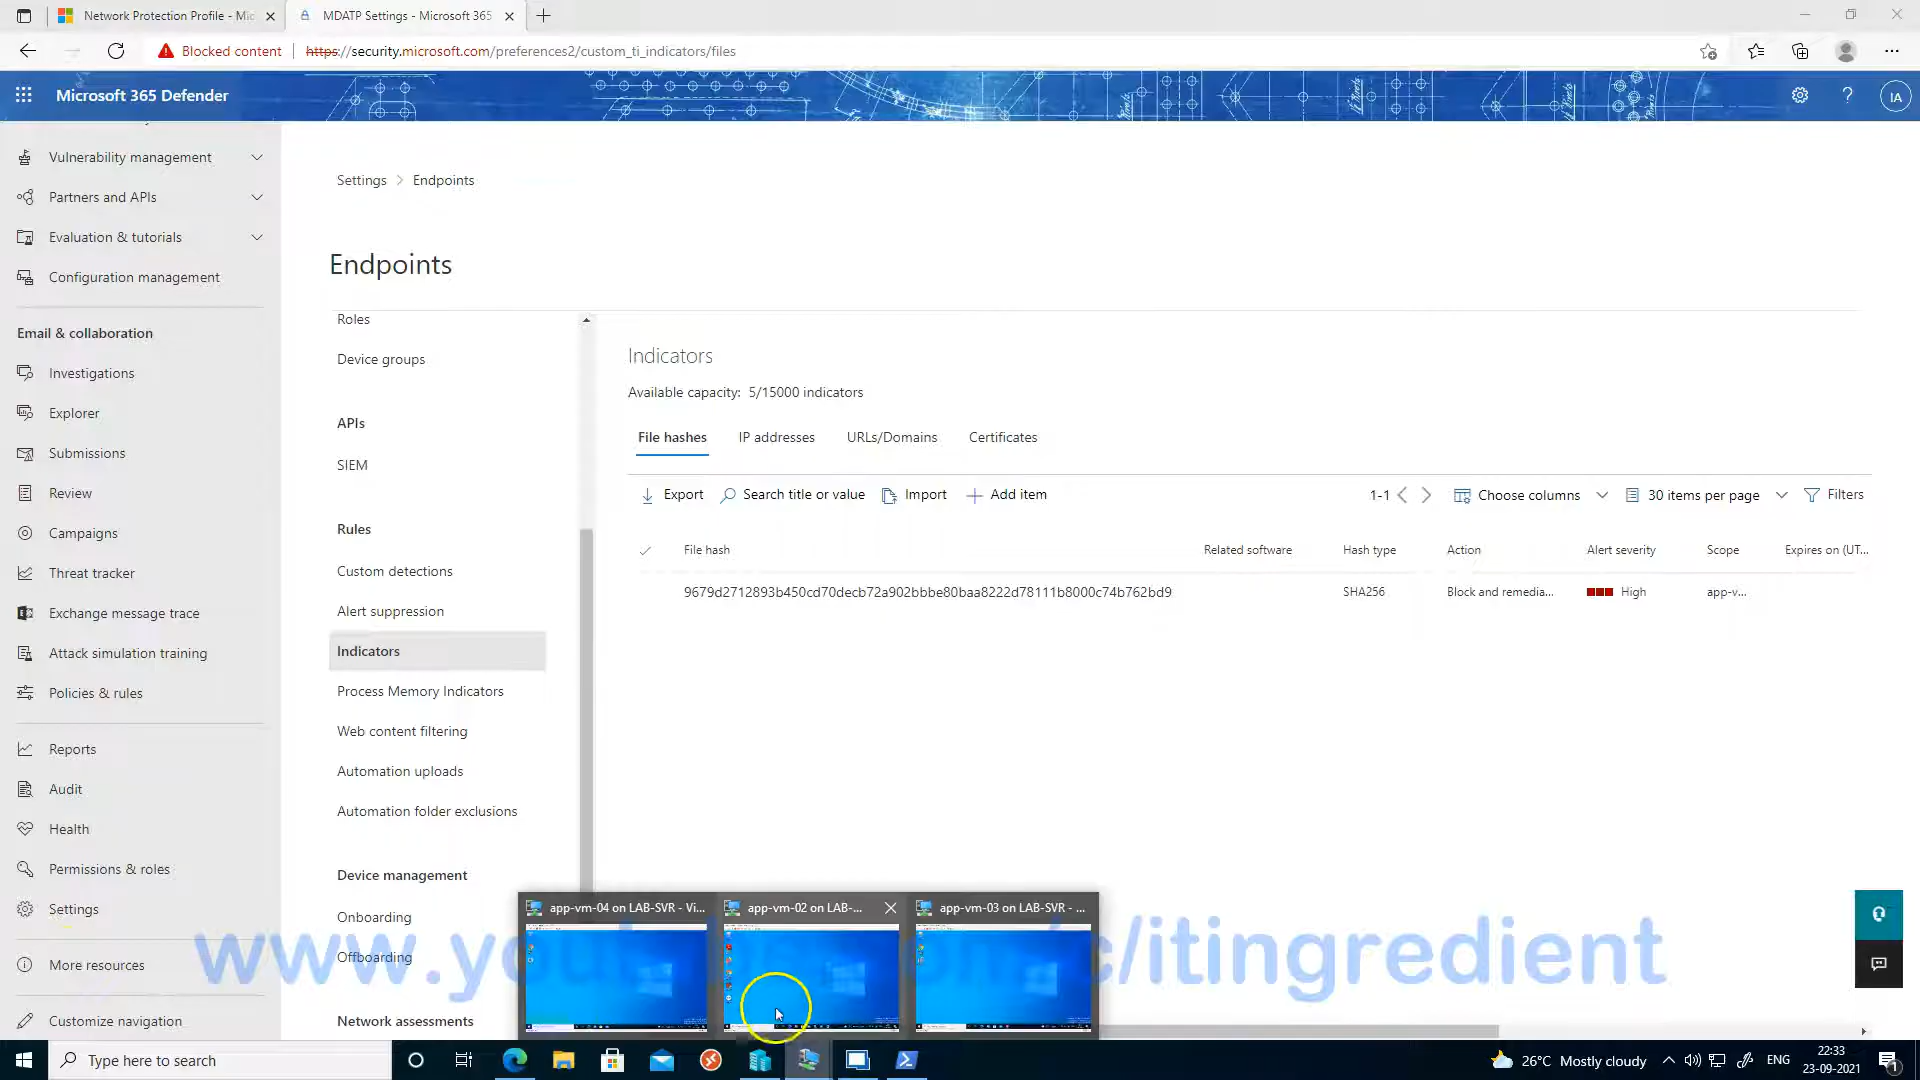 Network Protection Profile - Mic
MDATP Settings - Microsoft 365
Blocked content
https://security.microsoft.com/preferences2/custom_ti_indicators/files
Microsoft 365 Defender
IA
Vulnerability management
Partners and APIs
Evaluation & tutorials
Configuration management
Email & collaboration
Investigations
Explorer
Submissions
Review
Campaigns
Threat tracker
Exchange message trace
Attack simulation training
Policies & rules
Reports
Audit
Health
Permissions & roles
Settings
More resources
Customize navigation
Settings > Endpoints
Endpoints
Roles
Device groups
APIs
SIEM
Rules
Custom detections
Alert suppression
Indicators
Process Memory Indicators
Web content filtering
Automation uploads
Automation folder exclusions
Device management
Onboarding
Offboarding
Network assessments
Indicators
Available capacity: 5/15000 indicators
File hashes IP addresses URLs/Domains Certificates
Export Search title or value Import Add item 1-1 Choose columns 30 items per page Filters
File hash Related software Hash type Action Alert severity Scope Expires on (UT...
9679d2712893b450cd70decb72a902bbbe80baa8222d78111b8000c74b762bd9 SHA256 Block and remedia... High app-v...
app-vm-04 on LAB-SVR - Vi... app-vm-02 on LAB-... app-vm-03 on LAB-SVR - ...
Type here to search
26°C Mostly cloudy ENG
22:33
23-09-2021
1